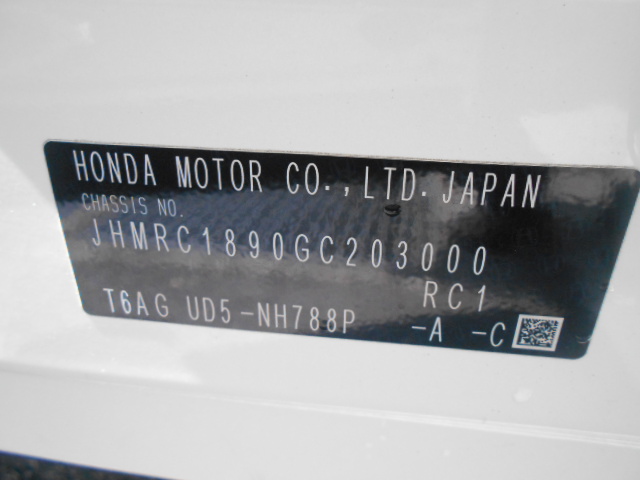 HONDA MOTOR CO.,LTD.JAPAN
CHASSIS NO.
JHMRC1890GC203000
RC1
T6AG UD5-NH788P -A -C